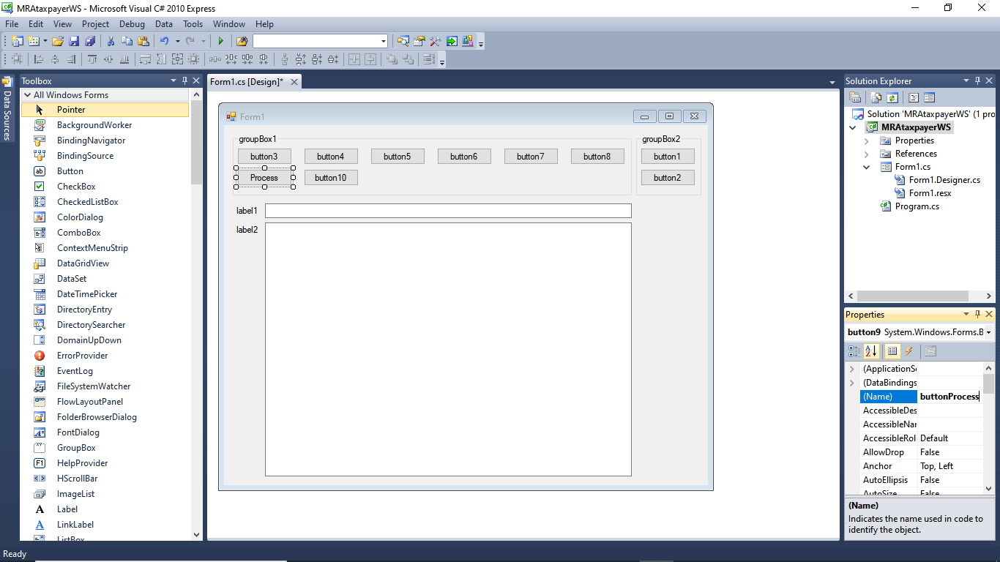 MRAtaxpayerWS - Microsoft Visual C# 2010 Express
File Edit View Project Debug Data Tools Window Help
Data Sources
Toolbox
All Windows Forms
Pointer
BackgroundWorker
BindingNavigator
BindingSource
Button
CheckBox
CheckedListBox
ColorDialog
ComboBox
ContextMenuStrip
DataGridView
DataSet
DateTimePicker
DirectoryEntry
DirectorySearcher
DomainUpDown
ErrorProvider
EventLog
FileSystemWatcher
FlowLayoutPanel
FolderBrowserDialog
FontDialog
GroupBox
HelpProvider
HScrollBar
ImageList
Label
LinkLabel
ListBox
Form1.cs [Design]*
Form1
groupBox1
button3 button4 button5 button6 button7 button8
Process button10
groupBox2
button1
button2
label1
label2
Solution Explorer
Solution 'MRAtaxpayerWS' (1 pro
MRAtaxpayerWS
Properties
References
Form1.cs
Form1.Designer.cs
Form1.resx
Program.cs
Properties
button9 System.Windows.Forms.B
(ApplicationSe
(DataBindings
(Name) buttonProcess
AccessibleDes
AccessibleNar
AccessibleRol Default
AllowDrop False
Anchor Top, Left
AutoEllipsis False
AutoSize False
(Name)
Indicates the name used in code to
identify the object.
Ready